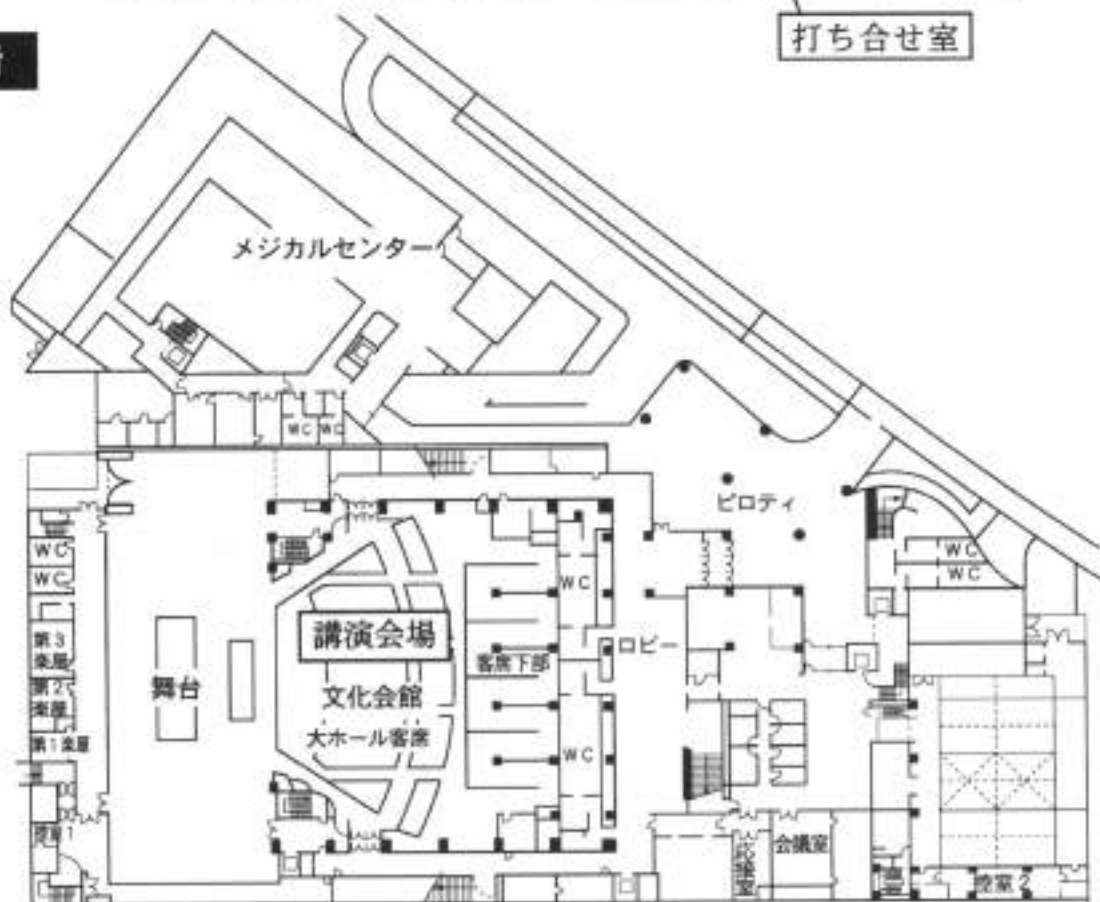 打ち合せ室
メジカルセンター
WC
WC
ピロティ
WC
WC
WC
WC
WC
講演会場
第3
楽屋
ロビー
客席下部
舞台
第2
楽屋
文化会館
大ホール客席
第1楽屋
WC
控室1
応接室
会議室
控室2